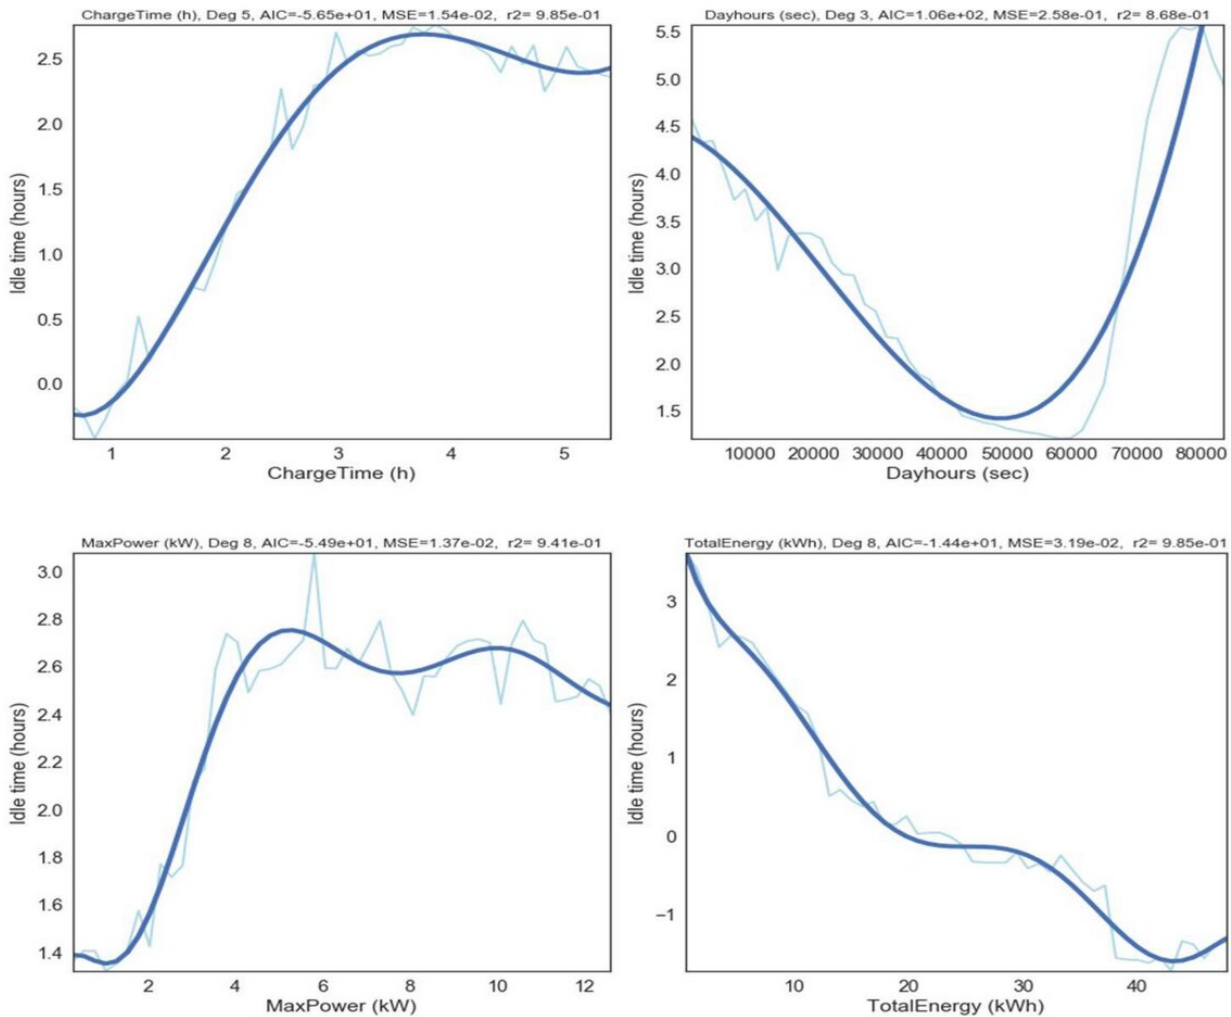 ChargeTime (h), Deg 5, AIC=-5.65e+01, MSE=1.54e-02,  r2= 9.85e-01
2.5
2.0
1.5
1.0
0.5
0.0
Idle time (hours)
1 2 3 4 5
ChargeTime (h)
Dayhours (sec), Deg 3, AIC=1.06e+02, MSE=2.58e-01,  r2= 8.68e-01
5.5
5.0
4.5
4.0
3.5
3.0
2.5
2.0
1.5
Idle time (hours)
10000 20000 30000 40000 50000 60000 70000 80000
Dayhours (sec)
MaxPower (kW), Deg 8, AIC=-5.49e+01, MSE=1.37e-02,  r2= 9.41e-01
3.0
2.8
2.6
2.4
2.2
2.0
1.8
1.6
1.4
Idle time (hours)
2 4 6 8 10 12
MaxPower (kW)
TotalEnergy (kWh), Deg 8, AIC=-1.44e+01, MSE=3.19e-02,  r2= 9.85e-01
3
2
1
0
−1
Idle time (hours)
10 20 30 40
TotalEnergy (kWh)